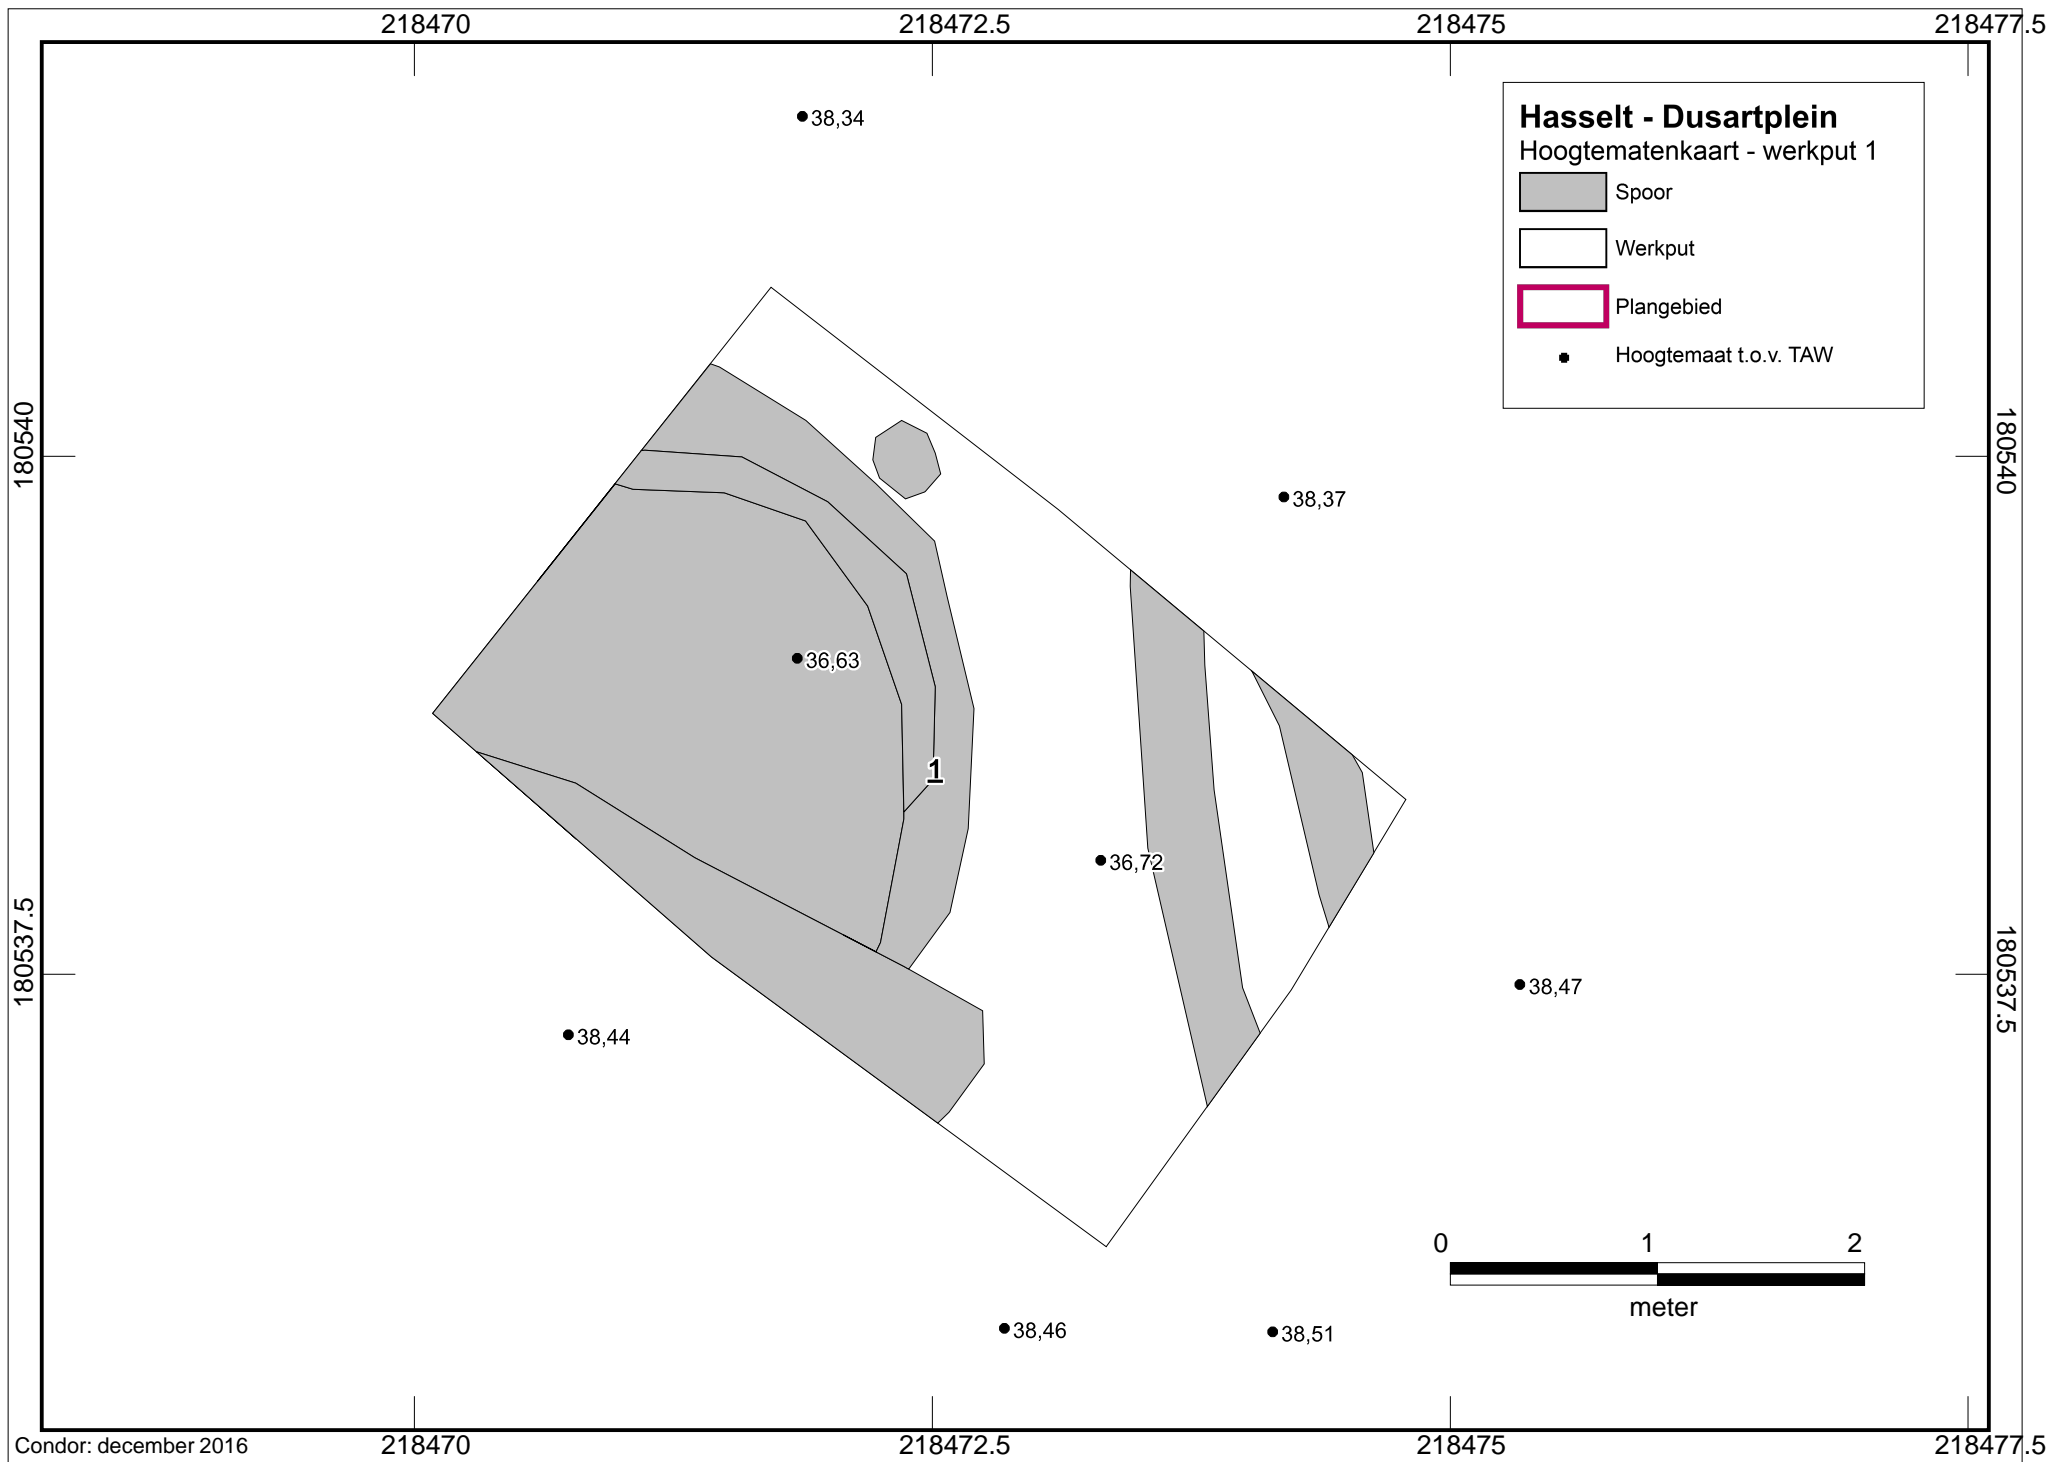 218470 218472.5 218475 218477.5
38,34
Hasselt - Dusartplein
Hoogtematenkaart - werkput 1
Spoor
Werkput
Plangebied
Hoogtemaat t.o.v. TAW
180540
180540
38,37
36,63
1
36,72
180537.5
180537.5
38,47
38,44
0 1 2
meter
38,46
38,51
Condor: december 2016
218470 218472.5 218475 218477.5